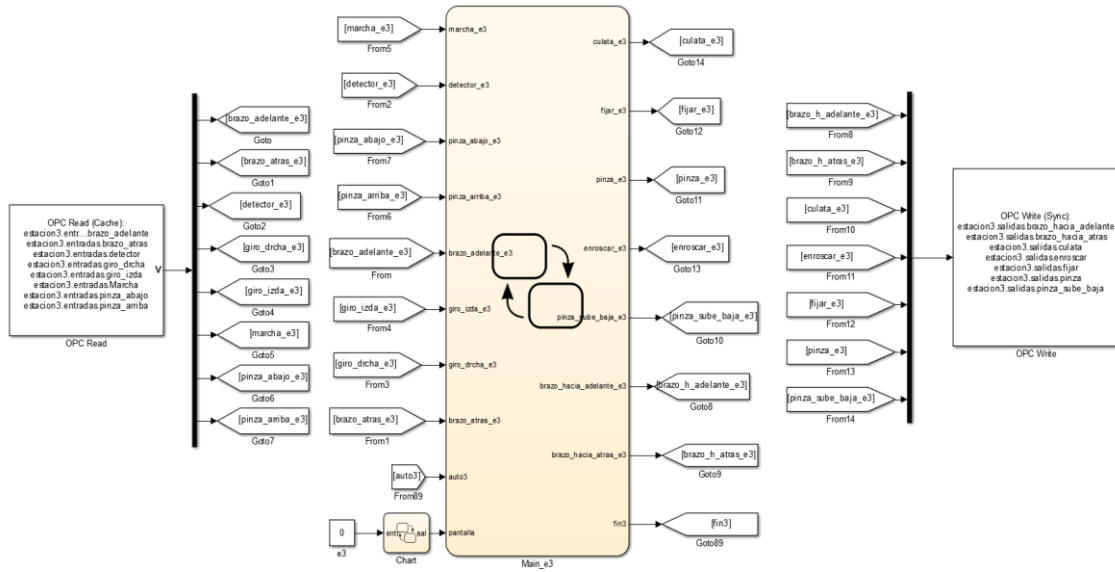 OPC Read (Cache):
estacion3.entr....brazo_adelante
estacion3.entradas.brazo_atras
estacion3.entradas.detector
estacion3.entradas.giro_drcha
estacion3.entradas.giro_izda
estacion3.entradas.Marcha
estacion3.entradas.pinza_abajo
estacion3.entradas.pinza_arriba
V
OPC Read
[brazo_adelante_e3]
Goto
[brazo_atras_e3]
Goto1
[detector_e3]
Goto2
[giro_drcha_e3]
Goto3
[giro_izda_e3]
Goto4
[marcha_e3]
Goto5
[pinza_abajo_e3]
Goto6
[pinza_arriba_e3]
Goto7
[marcha_e3]
From5
[detector_e3]
From2
[pinza_abajo_e3]
From7
[pinza_arriba_e3]
From6
[brazo_adelante_e3]
From
[giro_izda_e3]
From4
[giro_drcha_e3]
From3
[brazo_atras_e3]
From1
[auto3]
From89
0
e3
Chart
marcha_e3
detector_e3
pinza_abajo_e3
pinza_arriba_e3
brazo_adelante_e3
giro_izda_e3
giro_drcha_e3
brazo_atras_e3
auto3
pantalla
culata_e3
fijar_e3
pinza_e3
enroscar_e3
pinza_sube_baja_e3
brazo_hacia_adelante_e3
brazo_hacia_atras_e3
fin3
Main_e3
[culata_e3]
Goto14
[fijar_e3]
Goto12
[pinza_e3]
Goto11
[enroscar_e3]
Goto13
[pinza_sube_baja_e3]
Goto10
[brazo_h_adelante_e3]
Goto8
[brazo_h_atras_e3]
Goto9
[fin3]
Goto89
[brazo_h_adelante_e3]
From8
[brazo_h_atras_e3]
From9
[culata_e3]
From10
[enroscar_e3]
From11
[fijar_e3]
From12
[pinza_e3]
From13
[pinza_sube_baja_e3]
From14
OPC Write (Sync):
estacion3.salidas.brazo_hacia_adelante
estacion3.salidas.brazo_hacia_atras
estacion3.salidas.culata
estacion3.salidas.enroscar
estacion3.salidas.fijar
estacion3.salidas.pinza
estacion3.salidas.pinza_sube_baja
OPC Write